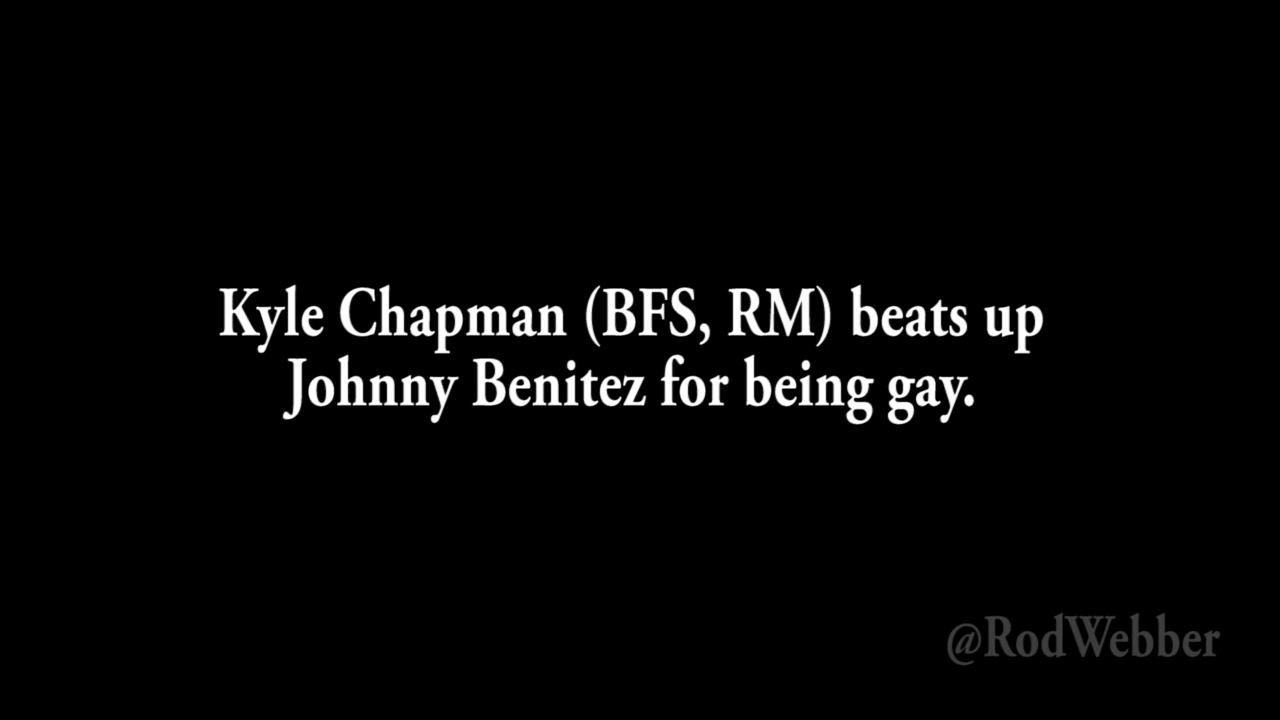 Kyle Chapman (BFS, RM) beats up
Johnny Benitez for being gay.
@RodWebber